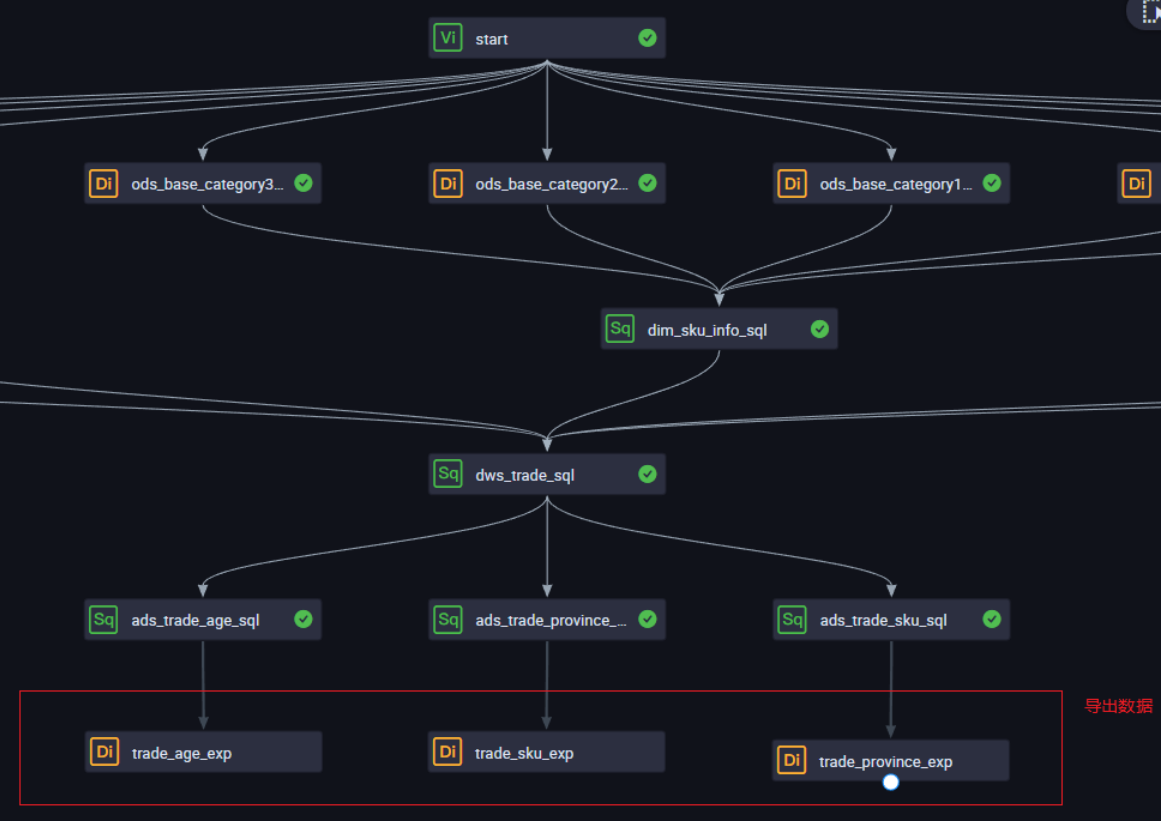 Vi start
Di ods_base_category3...
Di ods_base_category2...
Di ods_base_category1...
Di
Sq dim_sku_info_sql
Sq dws_trade_sql
Sq ads_trade_age_sql
Sq ads_trade_province_...
Sq ads_trade_sku_sql
导出数据
Di trade_age_exp
Di trade_sku_exp
Di trade_province_exp